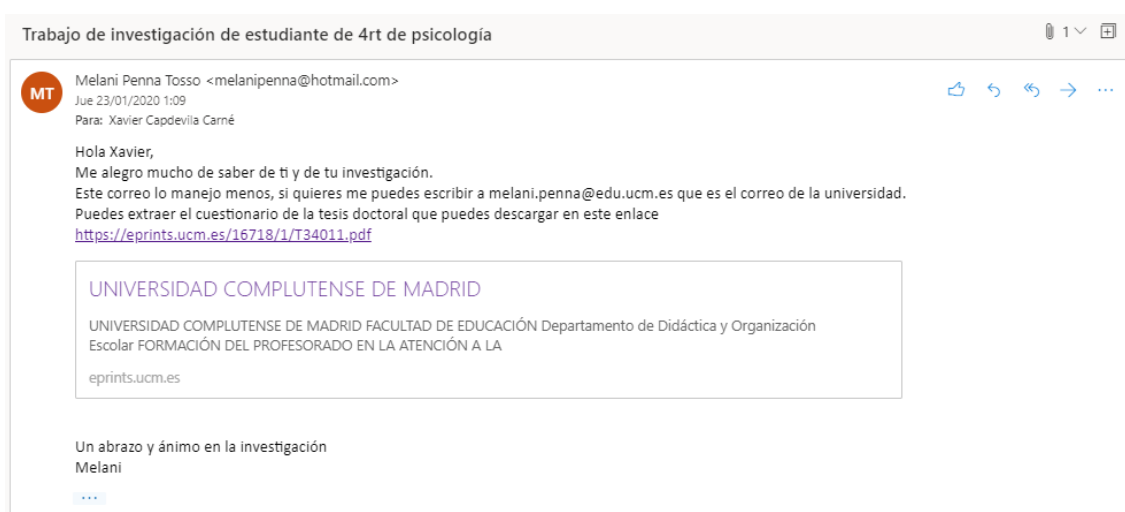 Trabajo de investigación de estudiante de 4rt de psicología
1
MT
Melani Penna Tosso <melanipenna@hotmail.com>
Jue 23/01/2020 1:09
Para: Xavier Capdevila Carné
Hola Xavier,
Me alegro mucho de saber de ti y de tu investigación.
Este correo lo manejo menos, si quieres me puedes escribir a melani.penna@edu.ucm.es que es el correo de la universidad.
Puedes extraer el cuestionario de la tesis doctoral que puedes descargar en este enlace
https://eprints.ucm.es/16718/1/T34011.pdf
UNIVERSIDAD COMPLUTENSE DE MADRID
UNIVERSIDAD COMPLUTENSE DE MADRID FACULTAD DE EDUCACIÓN Departamento de Didáctica y Organización
Escolar FORMACIÓN DEL PROFESORADO EN LA ATENCIÓN A LA
eprints.ucm.es
Un abrazo y ánimo en la investigación
Melani
...